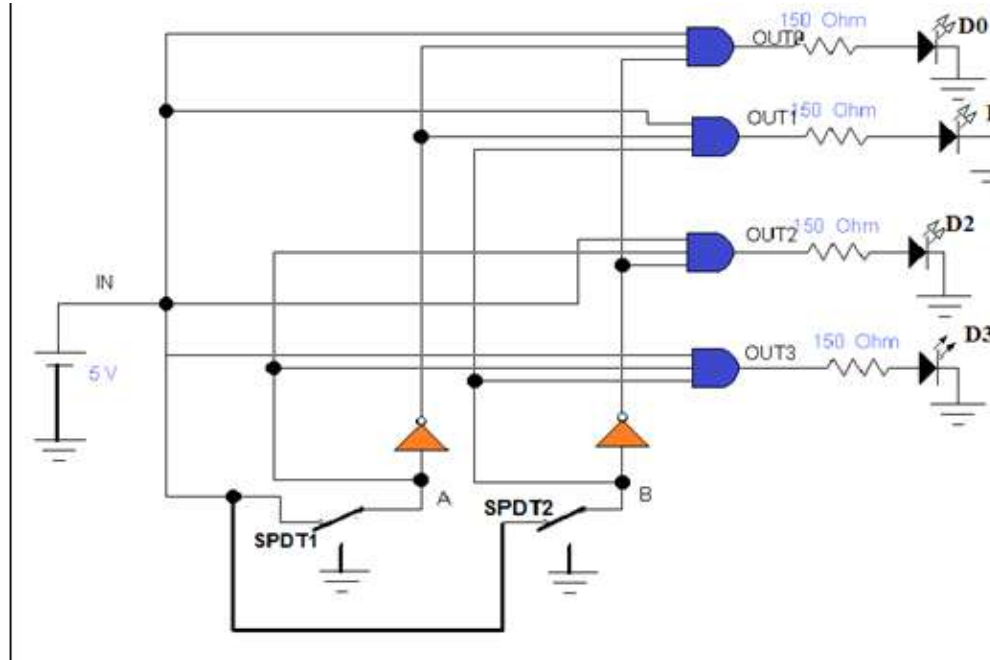 150 Ohm
D0
OUT0
150 Ohm
OUT1
150 Ohm
D2
OUT2
IN
150 Ohm
D3
OUT3
5 V
A
B
SPDT1
SPDT2